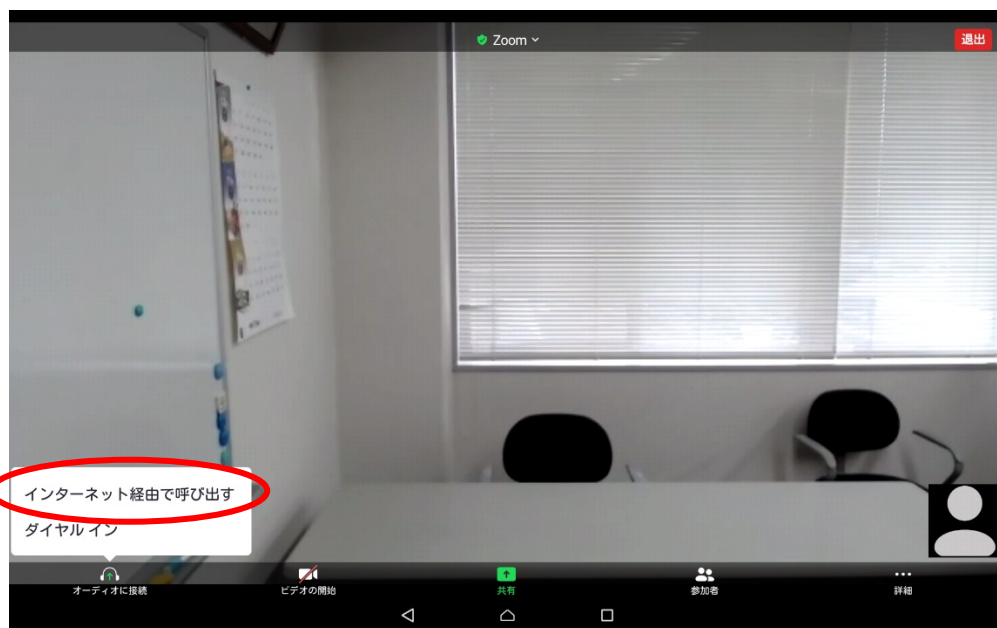 Zoom
退出
インターネット経由で呼び出す
ダイヤル イン
オーディオに接続
ビデオの開始
共有
参加者
詳細